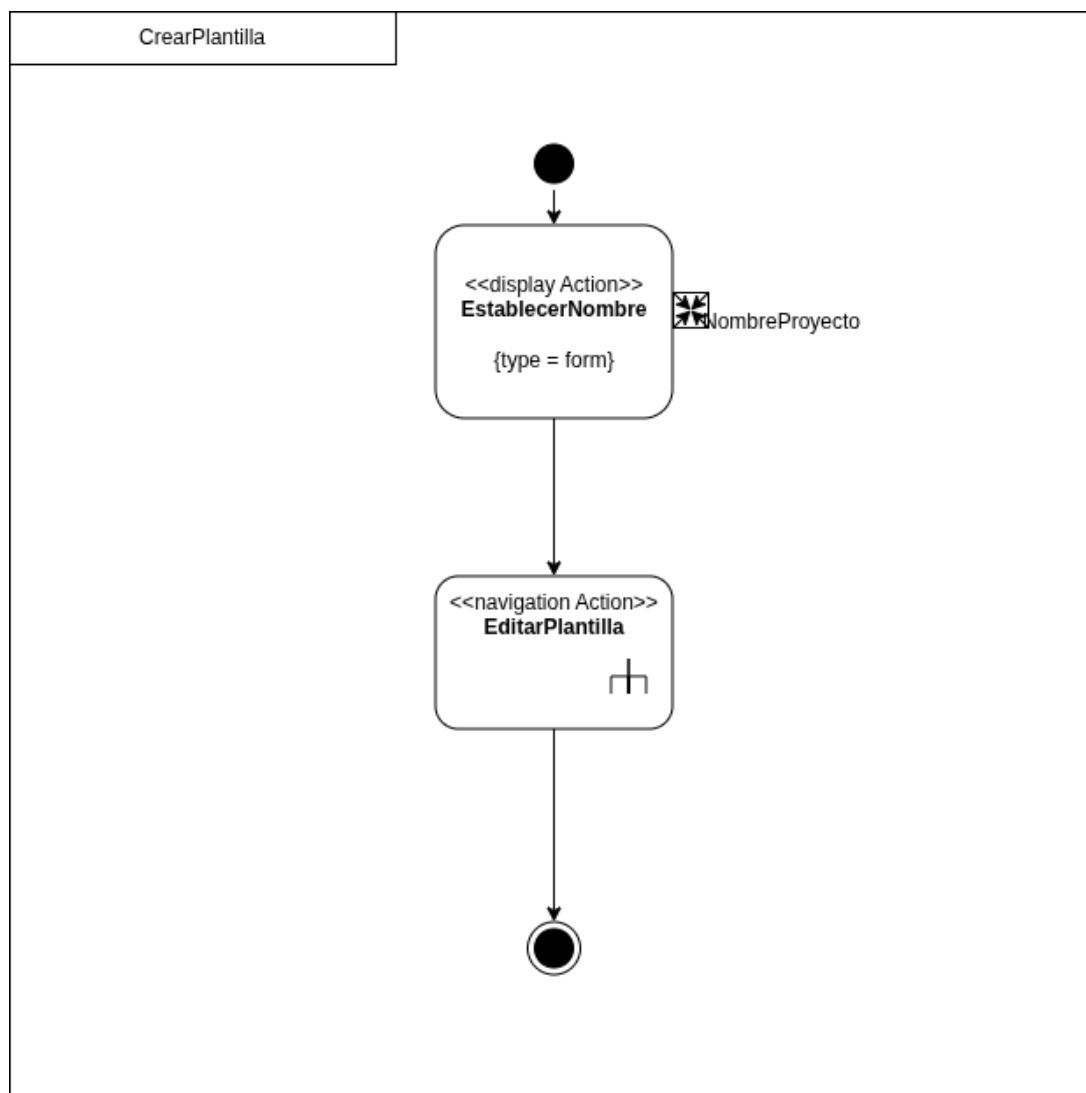 CrearPlantilla
<<display Action>>
EstablecerNombre
NombreProyecto
{type = form}
<<navigation Action>>
EditarPlantilla